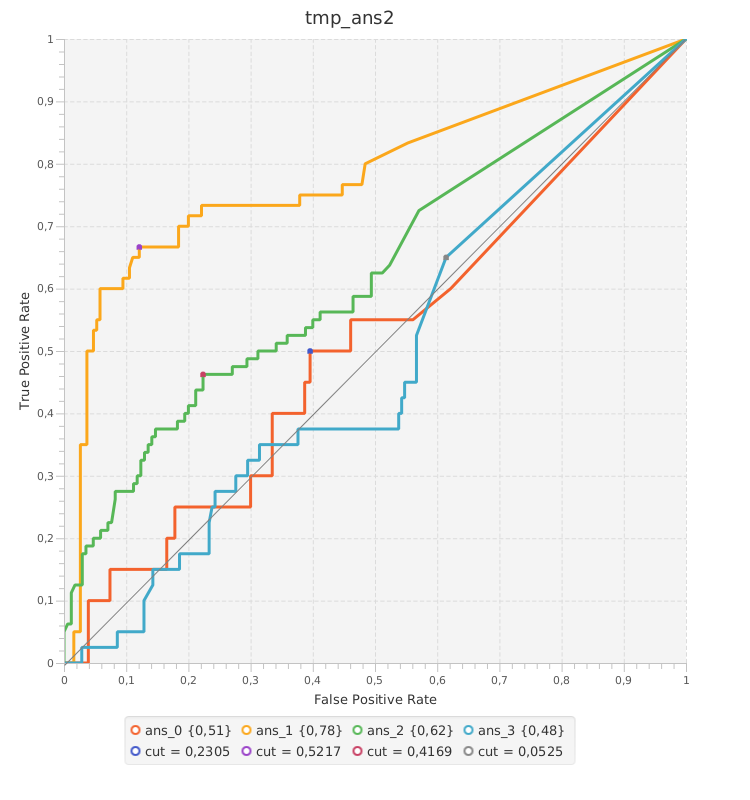 tmp_ans2
1
0,9
0,8
0,7
0,6
0,5
0,4
0,3
0,2
0,1
0
True Positive Rate
0 0,1 0,2 0,3 0,4 0,5 0,6 0,7 0,8 0,9 1
False Positive Rate
ans_0 {0,51} ans_1 {0,78} ans_2 {0,62} ans_3 {0,48}
cut = 0,2305 cut = 0,5217 cut = 0,4169 cut = 0,0525